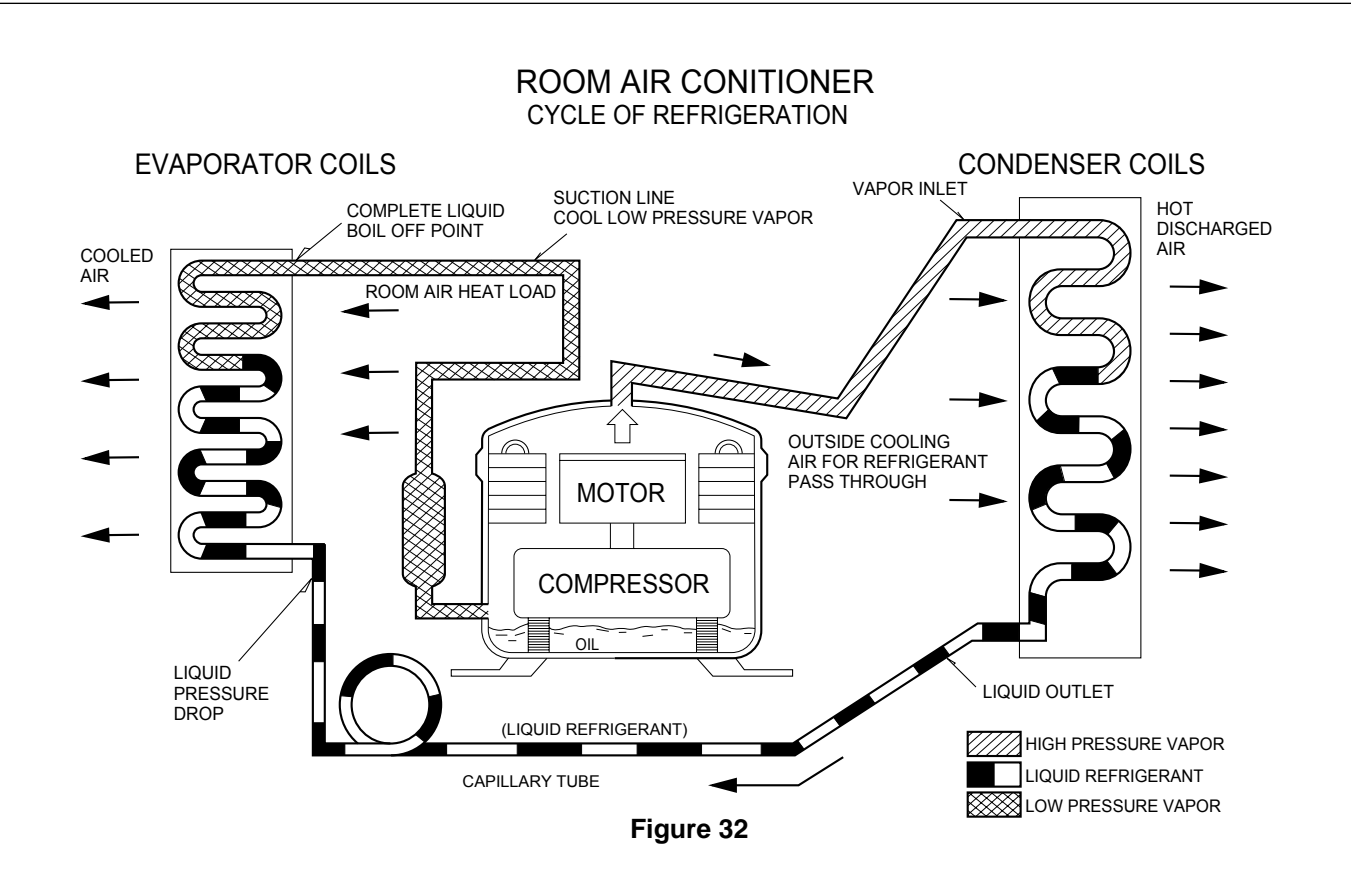 ROOM AIR CONITIONER
CYCLE OF REFRIGERATION
EVAPORATOR COILS
CONDENSER COILS
COMPLETE LIQUID
BOIL OFF POINT
SUCTION LINE
COOL LOW PRESSURE VAPOR
VAPOR INLET
HOT
DISCHARGED
AIR
COOLED
AIR
ROOM AIR HEAT LOAD
OUTSIDE COOLING
AIR FOR REFRIGERANT
PASS THROUGH
MOTOR
COMPRESSOR
OIL
LIQUID
PRESSURE
DROP
LIQUID OUTLET
(LIQUID REFRIGERANT)
CAPILLARY TUBE
HIGH PRESSURE VAPOR
LIQUID REFRIGERANT
LOW PRESSURE VAPOR
Figure 32